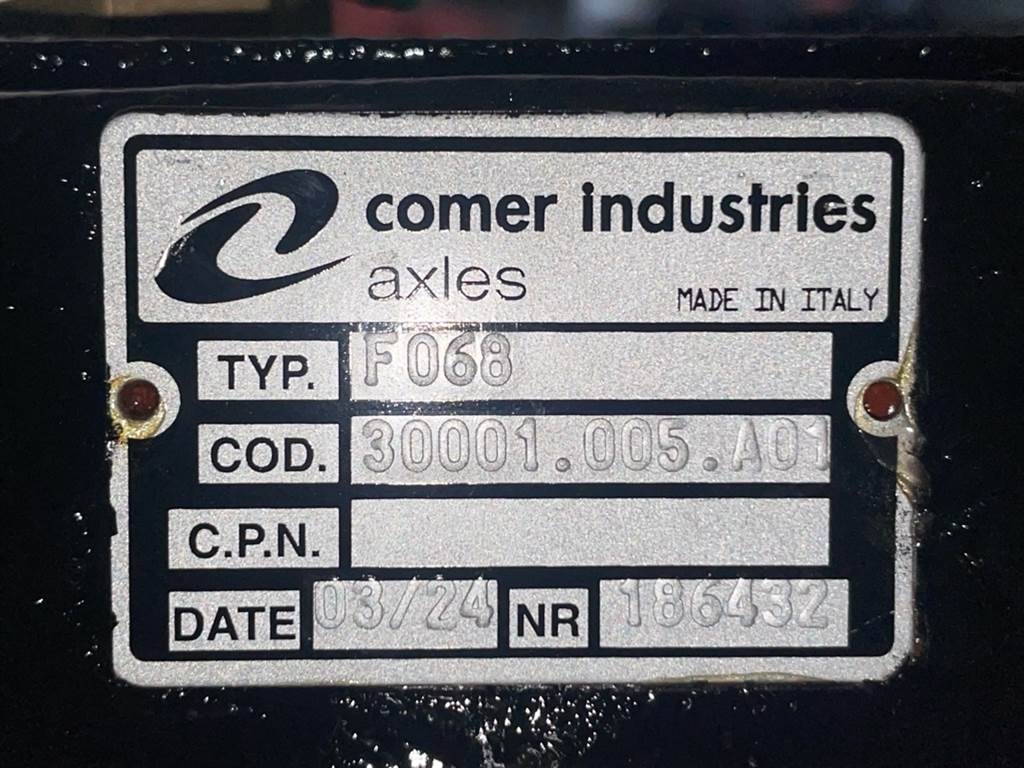 comer industries
axles
MADE IN ITALY
TYP. F068
COD. 30001.005.A01
C.P.N.
DATE 03/24 NR 186432